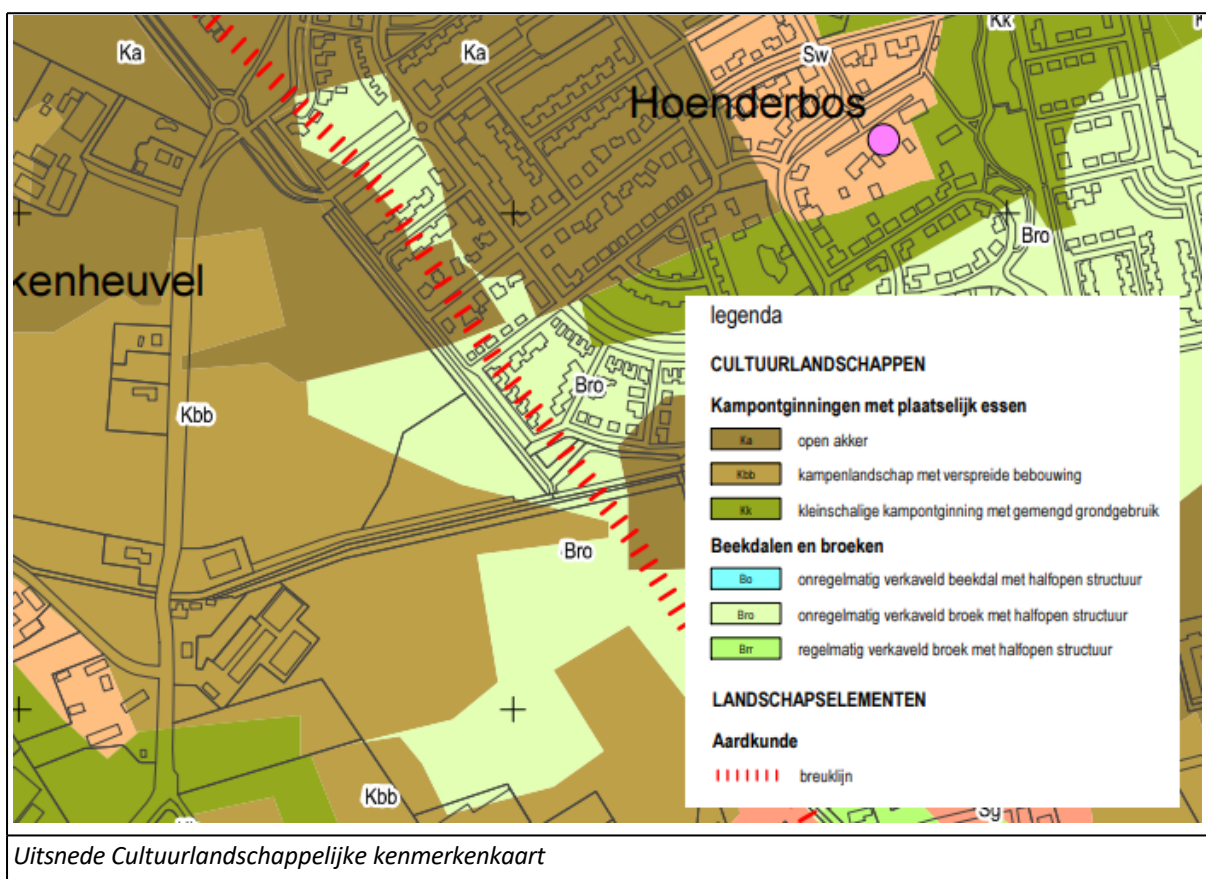 Ka
Ka
Kk
Sw
Hoenderbos
Bro
kenheuvel
Kbb
Bro
Bro
Kbb
Sg
legenda
CULTUURLANDSCHAPPEN
Kampontginningen met plaatselijk essen
Ka open akker
Kbb kampenlandschap met verspreide bebouwing
Kk kleinschalige kampontginning met gemengd grondgebruik
Beekdalen en broeken
Bo onregelmatig verkaveld beekdal met halfopen structuur
Bro onregelmatig verkaveld broek met halfopen structuur
Brr regelmatig verkaveld broek met halfopen structuur
LANDSCHAPSELEMENTEN
Aardkunde
breuklijn
Uitsnede Cultuurlandschappelijke kenmerkenkaart